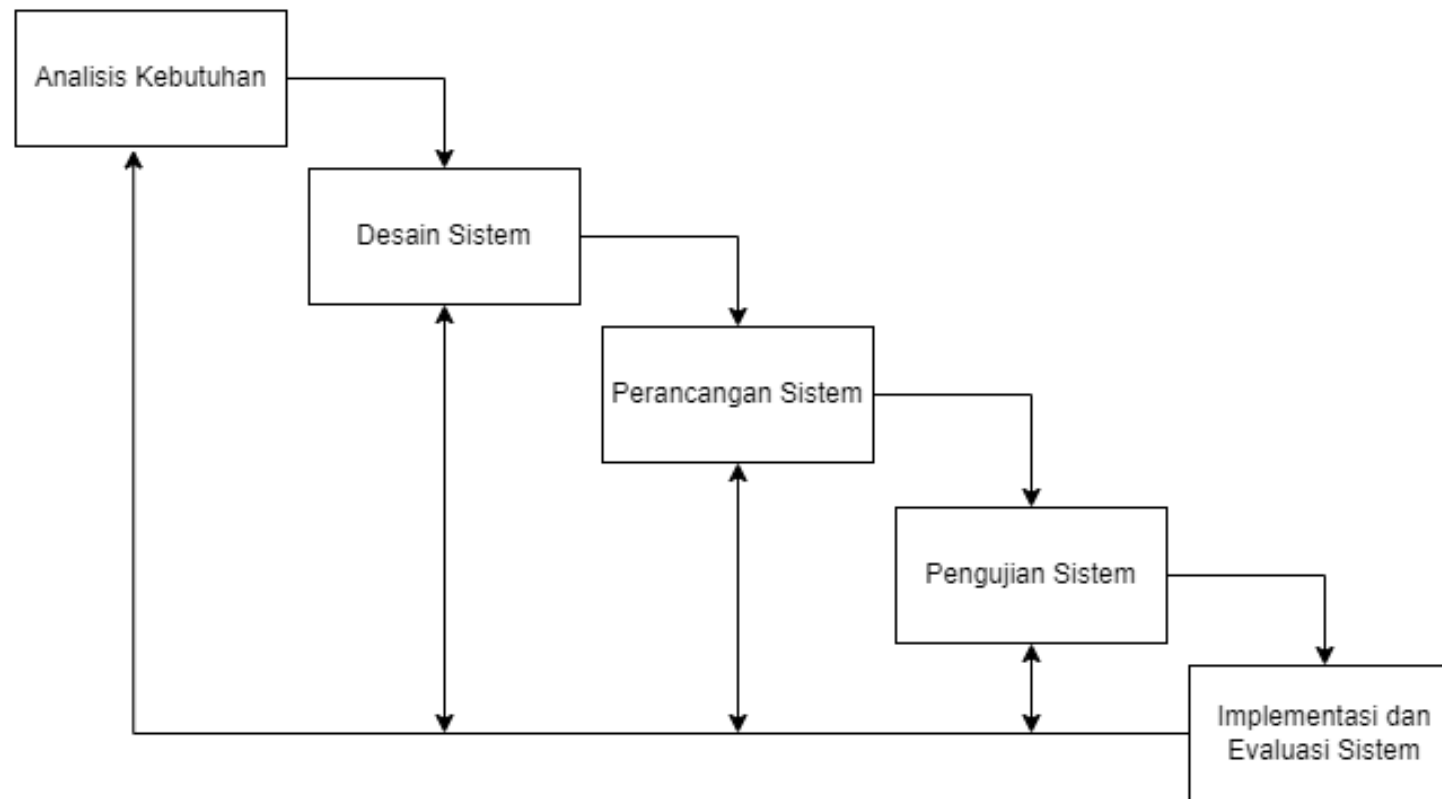 Analisis Kebutuhan
Desain Sistem
Perancangan Sistem
Pengujian Sistem
Implementasi dan
Evaluasi Sistem